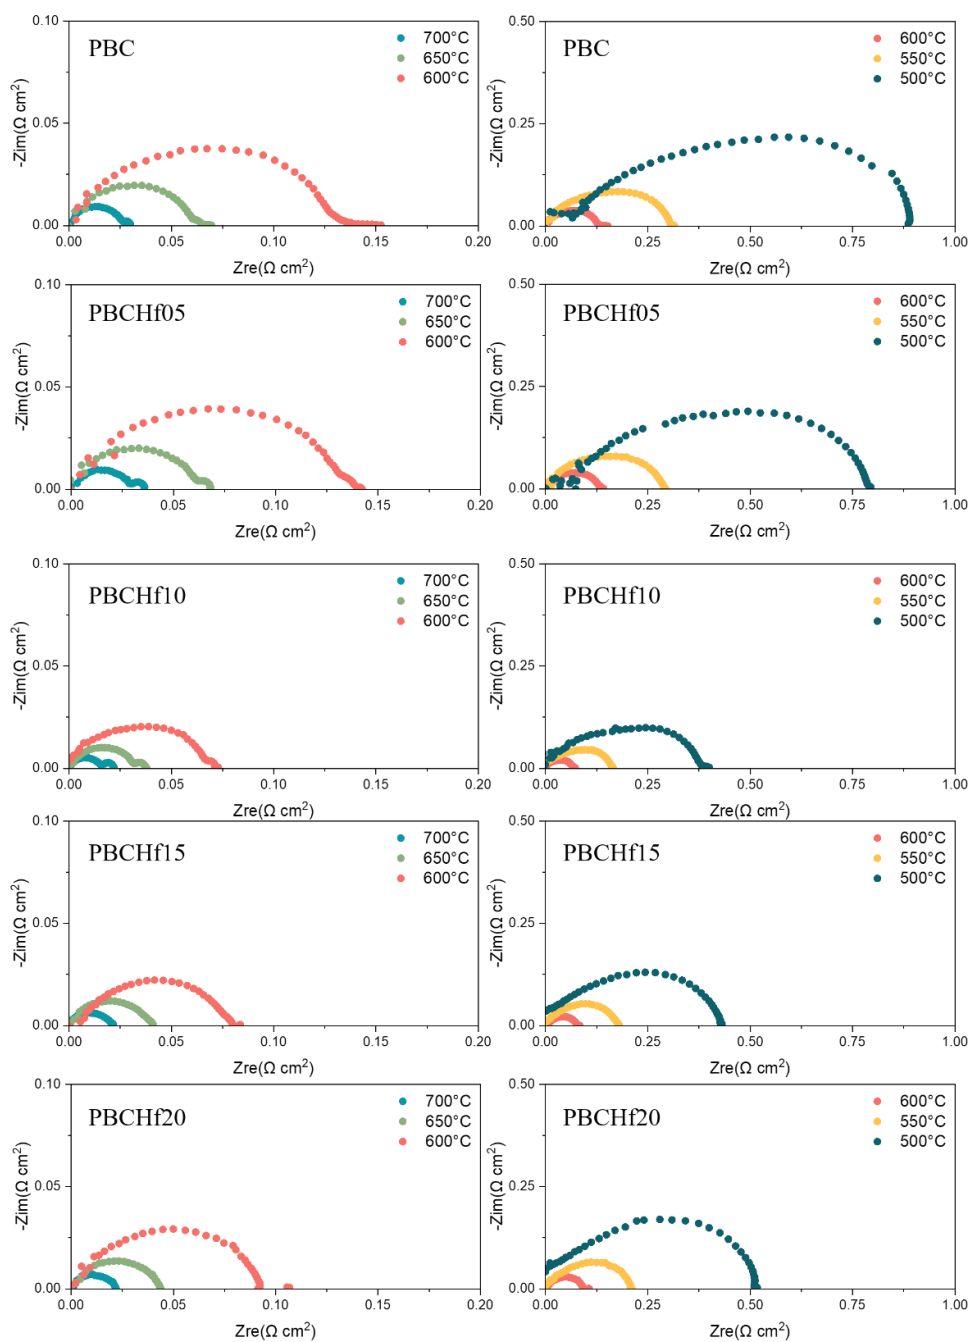 PBC
700°C
650°C
600°C
0.10
0.05
0.00
-Zim(Ω cm²)
0.00 0.05 0.10 0.15 0.20
Zre(Ω cm²)
PBC
600°C
550°C
500°C
0.50
0.25
0.00
-Zim(Ω cm²)
0.00 0.25 0.50 0.75 1.00
Zre(Ω cm²)
PBCHf05
700°C
650°C
600°C
0.10
0.05
0.00
-Zim(Ω cm²)
0.00 0.05 0.10 0.15 0.20
Zre(Ω cm²)
PBCHf05
600°C
550°C
500°C
0.50
0.25
0.00
-Zim(Ω cm²)
0.00 0.25 0.50 0.75 1.00
Zre(Ω cm²)
PBCHf10
700°C
650°C
600°C
0.10
0.05
0.00
-Zim(Ω cm²)
0.00 0.05 0.10 0.15 0.20
Zre(Ω cm²)
PBCHf10
600°C
550°C
500°C
0.50
0.25
0.00
-Zim(Ω cm²)
0.00 0.25 0.50 0.75 1.00
Zre(Ω cm²)
PBCHf15
700°C
650°C
600°C
0.10
0.05
0.00
-Zim(Ω cm²)
0.00 0.05 0.10 0.15 0.20
Zre(Ω cm²)
PBCHf15
600°C
550°C
500°C
0.50
0.25
0.00
-Zim(Ω cm²)
0.00 0.25 0.50 0.75 1.00
Zre(Ω cm²)
PBCHf20
700°C
650°C
600°C
0.10
0.05
0.00
-Zim(Ω cm²)
0.00 0.05 0.10 0.15 0.20
Zre(Ω cm²)
PBCHf20
600°C
550°C
500°C
0.50
0.25
0.00
-Zim(Ω cm²)
0.00 0.25 0.50 0.75 1.00
Zre(Ω cm²)